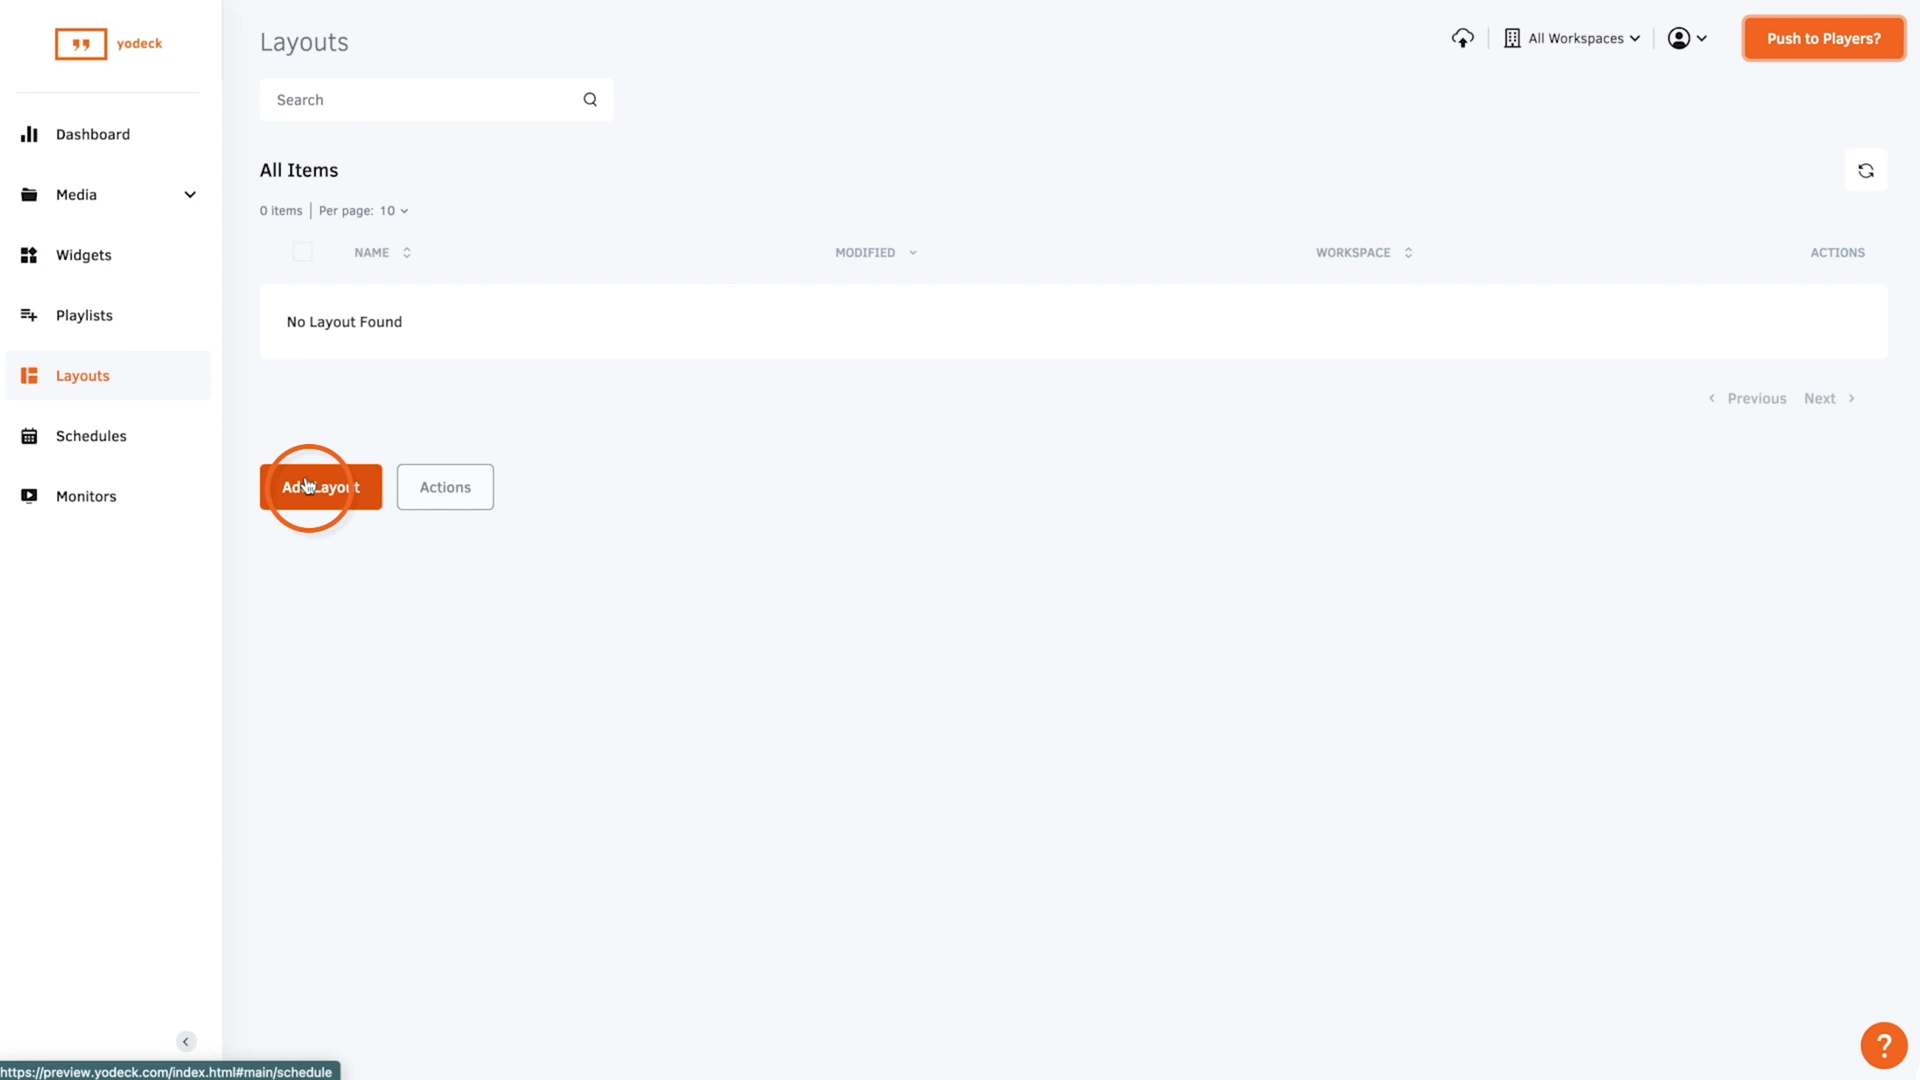 yodeck
Layouts
All Workspaces
Push to Players?
Search
Dashboard
All Items
Media
0 items | Per page: 10
NAME
MODIFIED
WORKSPACE
ACTIONS
Widgets
Playlists
No Layout Found
Layouts
Previous
Next
Schedules
Add Layout
Actions
Monitors
?
https://preview.yodeck.com/index.html#main/schedule